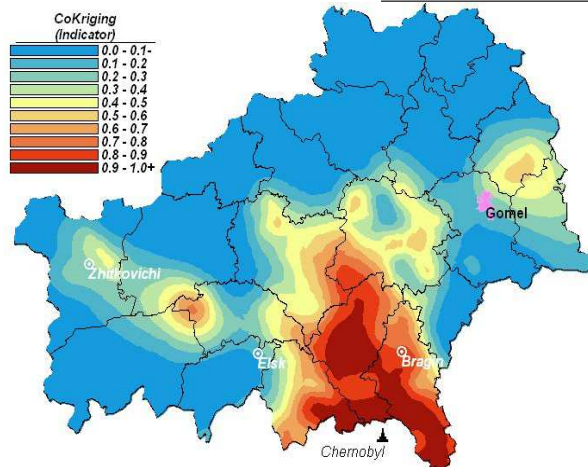 CoKriging
(Indicator)
0.0 - 0.1-
0.1 - 0.2
0.2 - 0.3
0.3 - 0.4
0.4 - 0.5
0.5 - 0.6
0.6 - 0.7
0.7 - 0.8
0.8 - 0.9
0.9 - 1.0+
Gomel
Zhitkovichi
Elsk
Bragin
Chernobyl